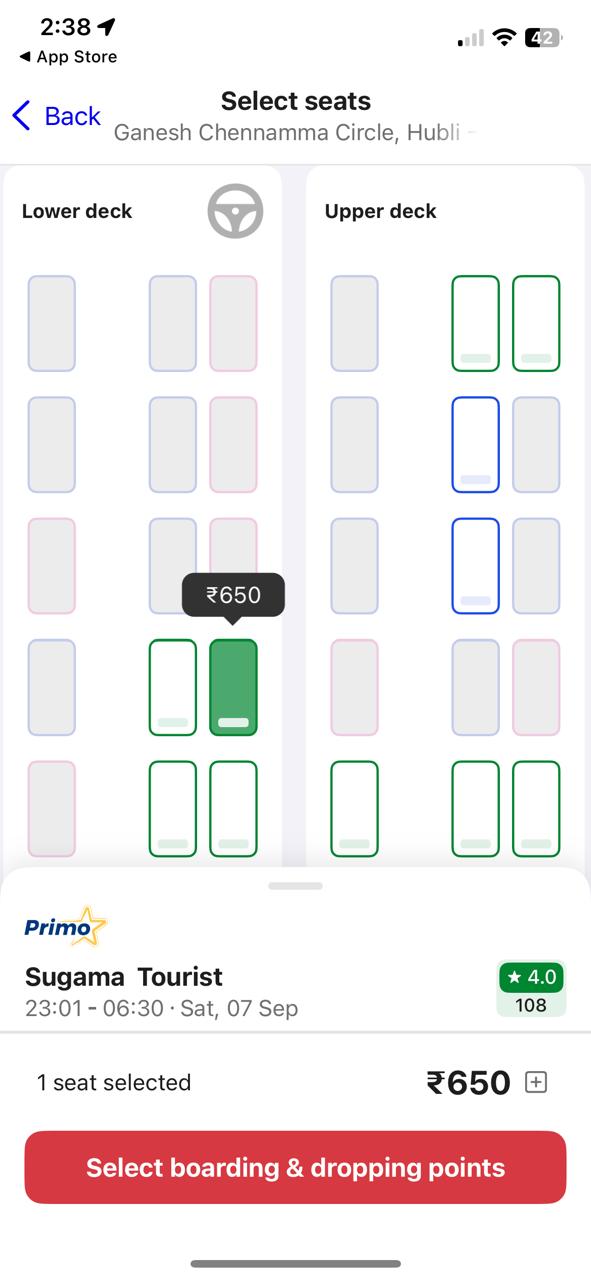 2:38
42
◀ App Store
Back
Select seats
Ganesh Chennamma Circle, Hubli -
Lower deck
Upper deck
₹650
Primo
Sugama Tourist
★ 4.0
23:01 - 06:30 · Sat, 07 Sep
108
1 seat selected
₹650
Select boarding & dropping points